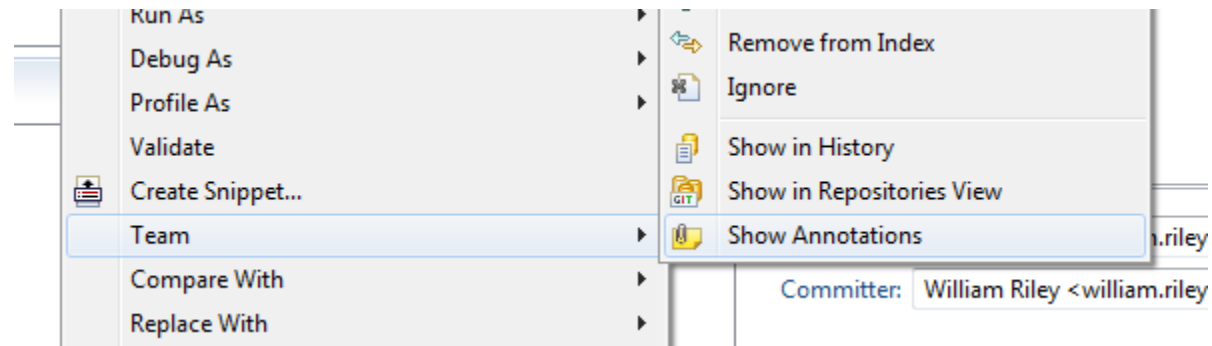 Run As
Debug As
Profile As
Validate
Create Snippet...
Team
Compare With
Replace With
Remove from Index
Ignore
Show in History
GIT Show in Repositories View
Show Annotations
n.riley
Committer: William Riley <william.riley